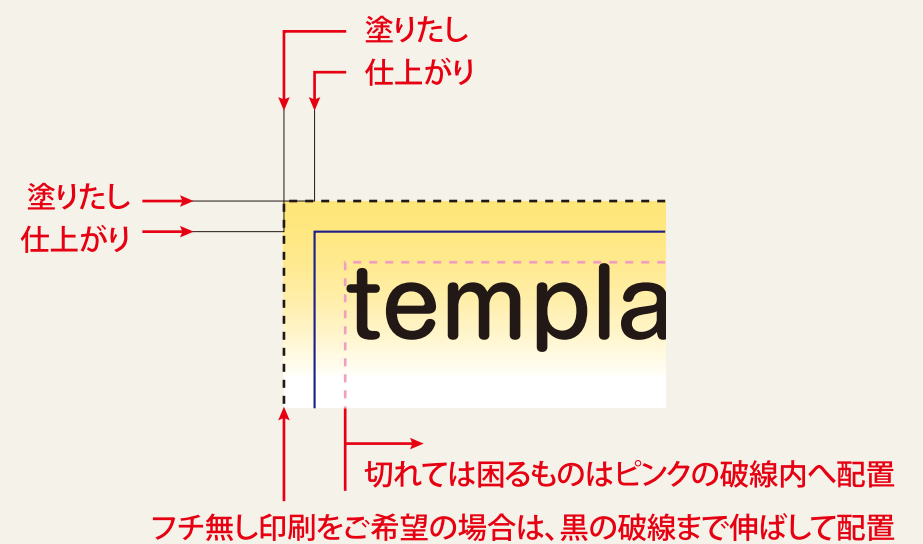 塗りたし
仕上がり
塗りたし
仕上がり
templa
切れては困るものはピンクの破線内へ配置
フチ無し印刷をご希望の場合は、黒の破線まで伸ばして配置